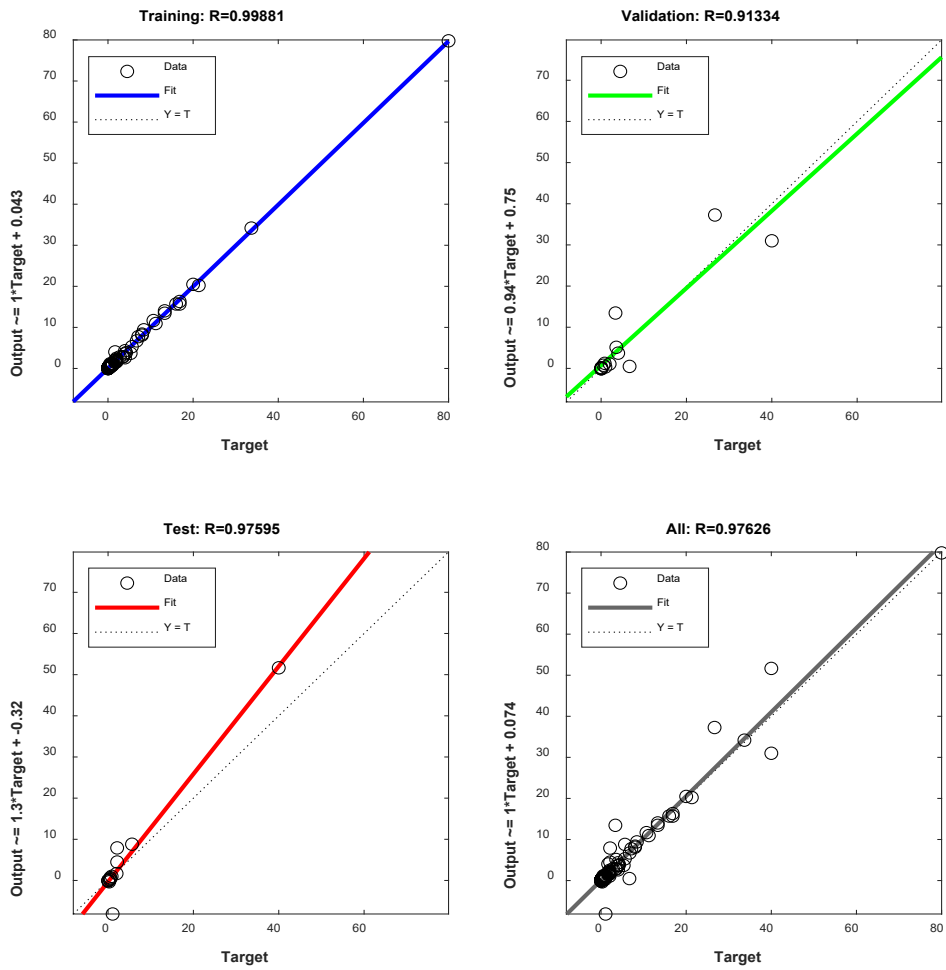 Training: R=0.99881
Output ~= 1*Target + 0.043
80
70
60
50
40
30
20
10
0
Data
Fit
Y = T
0
20
40
60
80
Target
Validation: R=0.91334
Output ~= 0.94*Target + 0.75
70
60
50
40
30
20
10
0
Data
Fit
Y = T
0
20
40
60
Target
Test: R=0.97595
Output ~= 1.3*Target + -0.32
70
60
50
40
30
20
10
0
Data
Fit
Y = T
0
20
40
60
Target
All: R=0.97626
Output ~= 1*Target + 0.074
80
70
60
50
40
30
20
10
0
Data
Fit
Y = T
0
20
40
60
80
Target